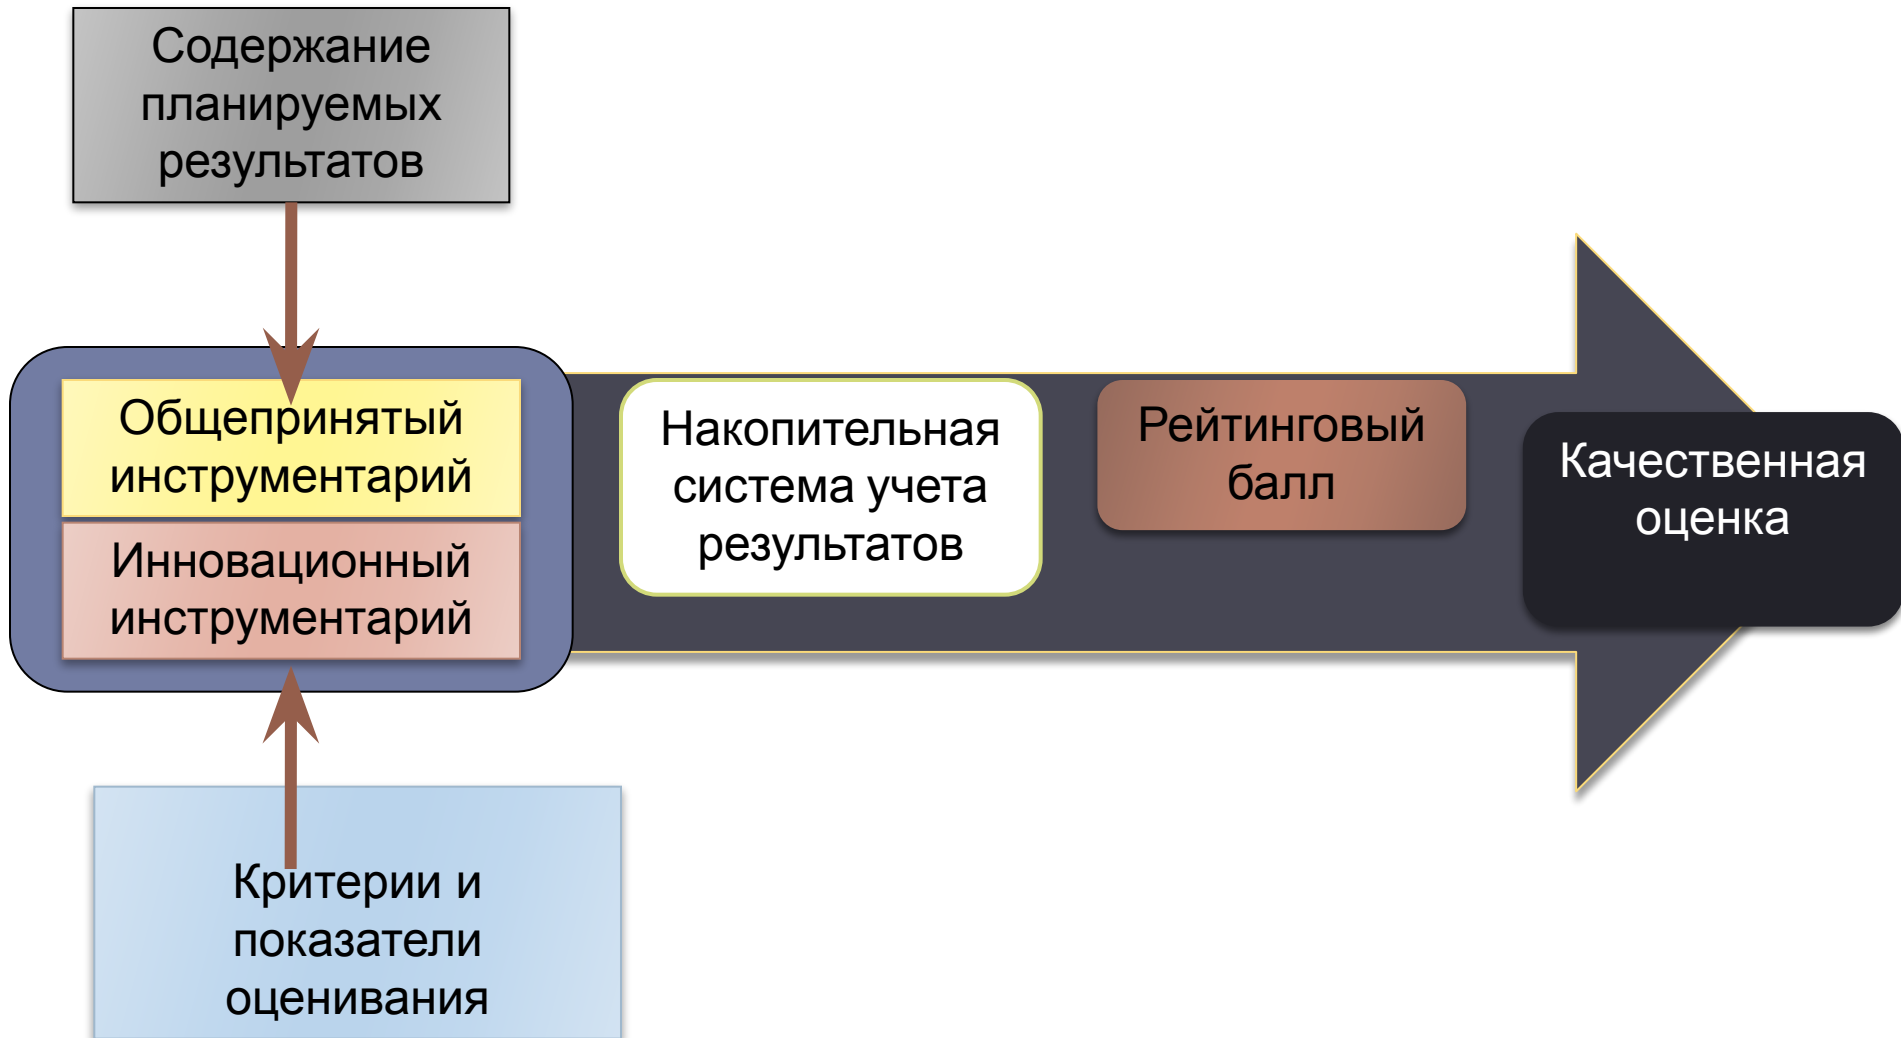 Содержание
планируемых
результатов
Общепринятый
инструментарий
Инновационный
инструментарий
Накопительная
система учета
результатов
Рейтинговый
балл
Качественная
оценка
Критерии и
показатели
оценивания